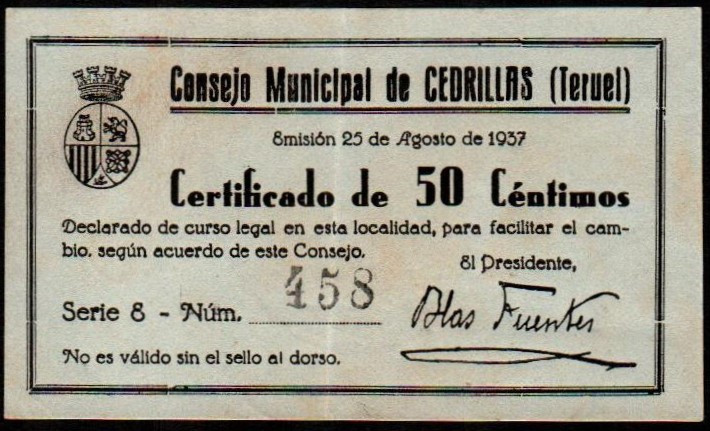 Consejo Municipal de CEDRILLAS (Teruel)
Emisión 25 de Agosto de 1937
Certificado de 50 Céntimos
Declarado de curso legal en esta localidad, para facilitar el cam-
bio, según acuerdo de este Consejo.
El Presidente,
458
Serie E - Núm.
Blas Fuentes
No es válido sin el sello al dorso.